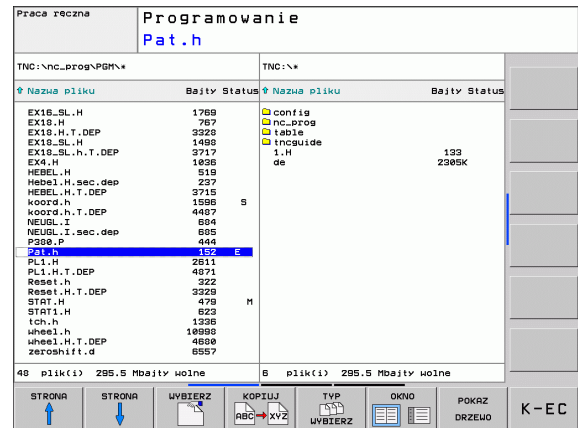 Praca ręczna
Programowanie
Pat.h
TNC:\nc_prog\PGM\*
Nazwa pliku Bajty Status
EX16_SL.H 1769
EX18.H 767
EX18.H.T.DEP 3328
EX18_SL.H 1498
EX18_SL.h.T.DEP 3717
EX4.H 1036
HEBEL.H 519
Hebel.H.sec.dep 237
HEBEL.H.T.DEP 3715
koord.h 1596 S
koord.h.T.DEP 4487
NEUGL.I 684
NEUGL.I.sec.dep 685
P380.P 444
Pat.h 152 E
PL1.H 2611
PL1.H.T.DEP 4871
Reset.h 322
Reset.H.T.DEP 3329
STAT.H 479 M
STAT1.H 623
tch.h 1336
wheel.h 10998
wheel.H.T.DEP 4680
zeroshift.d 6557
48 plik(i) 295.5 Mbajty wolne
TNC:\*
Nazwa pliku Bajty Status
config
nc_prog
table
tncguide
1.H 133
de 2305K
6 plik(i) 295.5 Mbajty wolne
STRONA
STRONA
WYBIERZ
KOPIUJ
ABC XYZ
TYP
WYBIERZ
OKNO
POKAZ
DRZEWO
K-EC